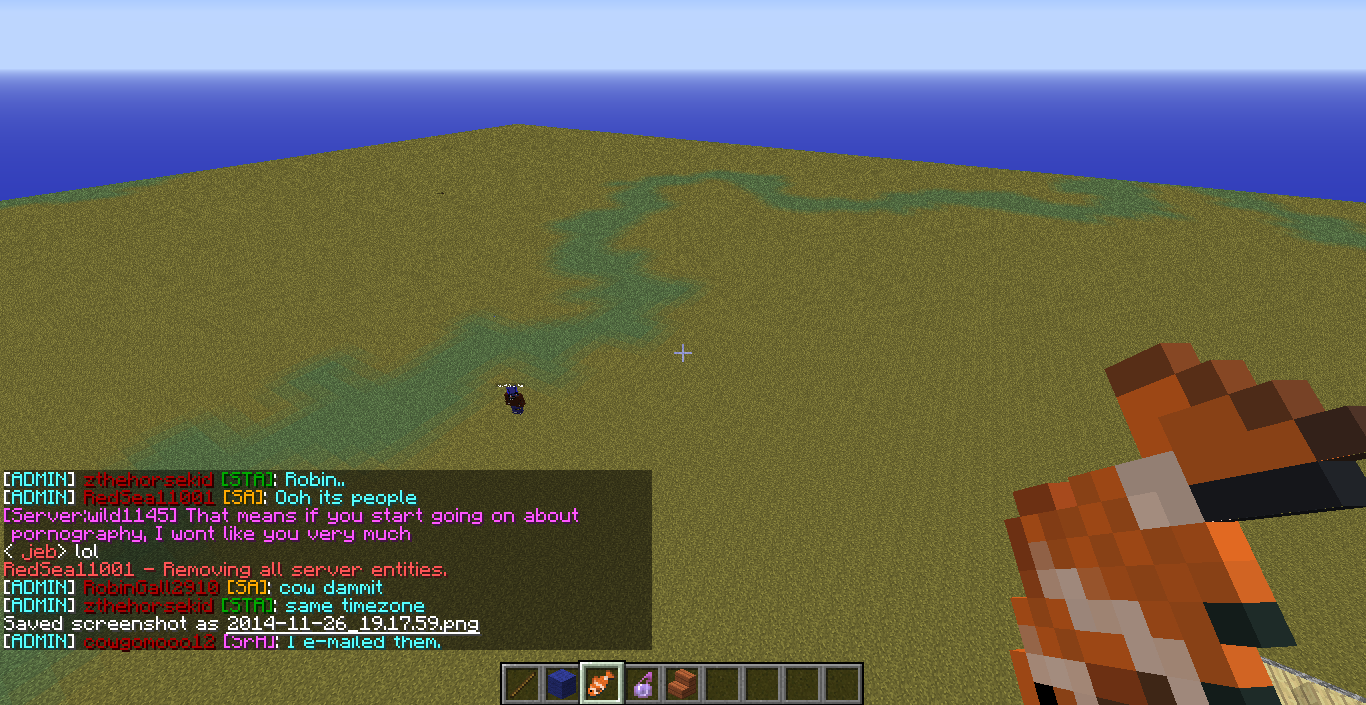 [ADMIN] zthehorsekid [STA]: Robin..
[ADMIN] RedSea11001 [SA]: Ooh its people
[Server:wild1145] That means if you start going on about
pornography, I wont like you very much
< jeb> lol
RedSea11001 - Removing all server entities.
[ADMIN] RobinGall2910 [SA]: cow dammit
[ADMIN] zthehorsekid [STA]: same timezone
Saved screenshot as 2014-11-26_19.17.59.png
[ADMIN] cowgomooo12 [SrA]: I e-mailed them.